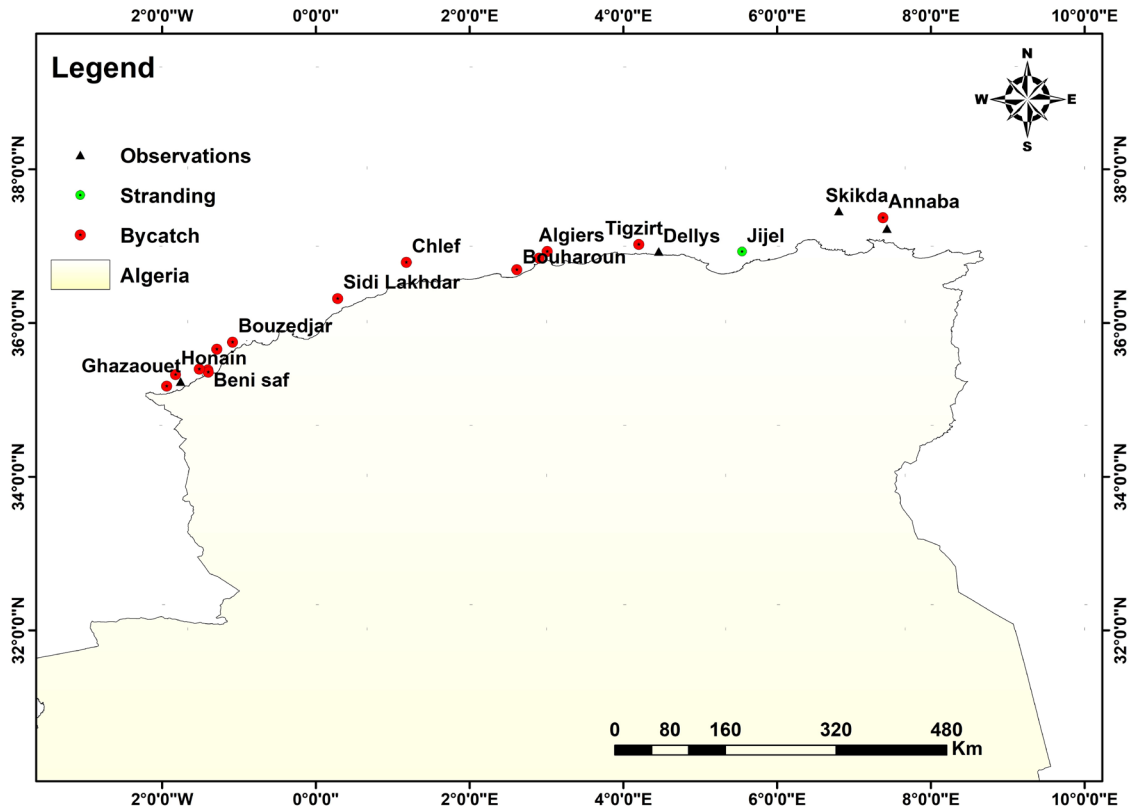 2°0'0"W 0°0'0" 2°0'0"E 4°0'0"E 6°0'0"E 8°0'0"E 10°0'0"E
Legend
N
W E
S
38°0'0"N 38°0'0"N
Observations
Stranding
Bycatch
Algeria
Skikda
Annaba
Chlef
Algiers
Tigzirt
Dellys
Jijel
Bouharoun
Sidi Lakhdar
Bouzedjar
36°0'0"N 36°0'0"N
Ghazaouet
Honain
Beni saf
34°0'0"N 34°0'0"N
32°0'0"N 32°0'0"N
0 80 160 320 480
Km
2°0'0"W 0°0'0" 2°0'0"E 4°0'0"E 6°0'0"E 8°0'0"E 10°0'0"E